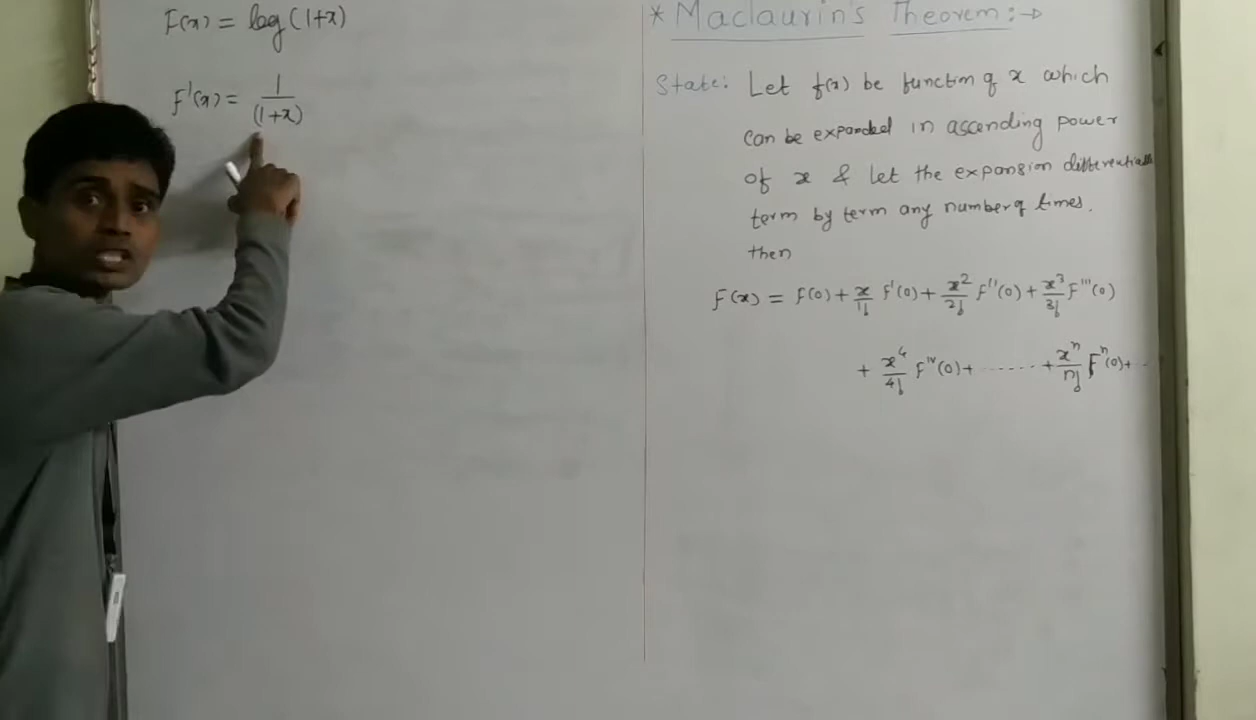 F(x) = log(1+x)
F'(x) = 1/(1+x)
* Maclaurin's Theorem :→
State: Let f(x) be function of x which
can be expanded in ascending power
of x & let the expansion differentiable
term by term any number of times.
then
F(x) = F(0) + x/1! F'(0) + x²/2! F''(0) + x³/3! F'''(0)
+ x⁴/4! Fⁱᵛ(0) + ...... + xⁿ/n! Fⁿ(0) + ..